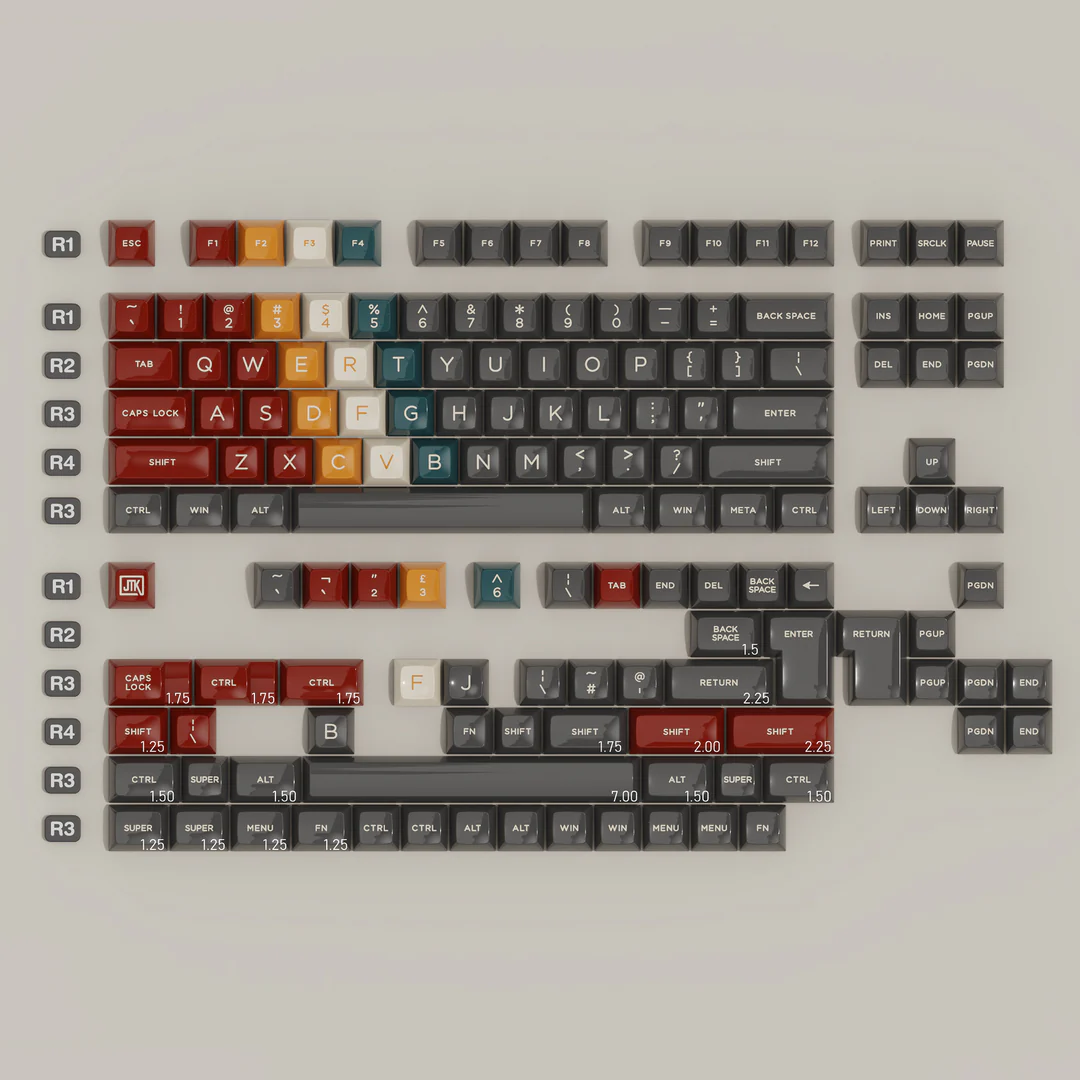 R1 ESC F1 F2 F3 F4 F5 F6 F7 F8 F9 F10 F11 F12 PRINT SRCLK PAUSE
R1 ~ ` ! 1 @ 2 # 3 $ 4 % 5 ^ 6 & 7 * 8 ( 9 ) 0 — – + = BACK SPACE INS HOME PGUP
R2 TAB Q W E R T Y U I O P { [ } ] ¦ \ DEL END PGDN
R3 CAPS LOCK A S D F G H J K L : ; " ' ENTER
R4 SHIFT Z X C V B N M < , > . ? / SHIFT UP
R3 CTRL WIN ALT ALT WIN META CTRL LEFT DOWN RIGHT
R1 JTK ~ ` ¬ ` " 2 £ 3 ^ 6 ¦ \ TAB END DEL BACK SPACE ← PGDN
R2 BACK SPACE 1.5 ENTER RETURN PGUP
R3 CAPS LOCK 1.75 CTRL 1.75 CTRL 1.75 F J ¦ \ ~ # @ ' RETURN 2.25 PGUP PGDN END
R4 SHIFT 1.25 ¦ \ B FN SHIFT SHIFT 1.75 SHIFT 2.00 SHIFT 2.25 PGDN END
R3 CTRL 1.50 SUPER ALT 1.50 7.00 ALT 1.50 SUPER CTRL 1.50
R3 SUPER 1.25 SUPER 1.25 MENU 1.25 FN 1.25 CTRL CTRL ALT ALT WIN WIN MENU MENU FN